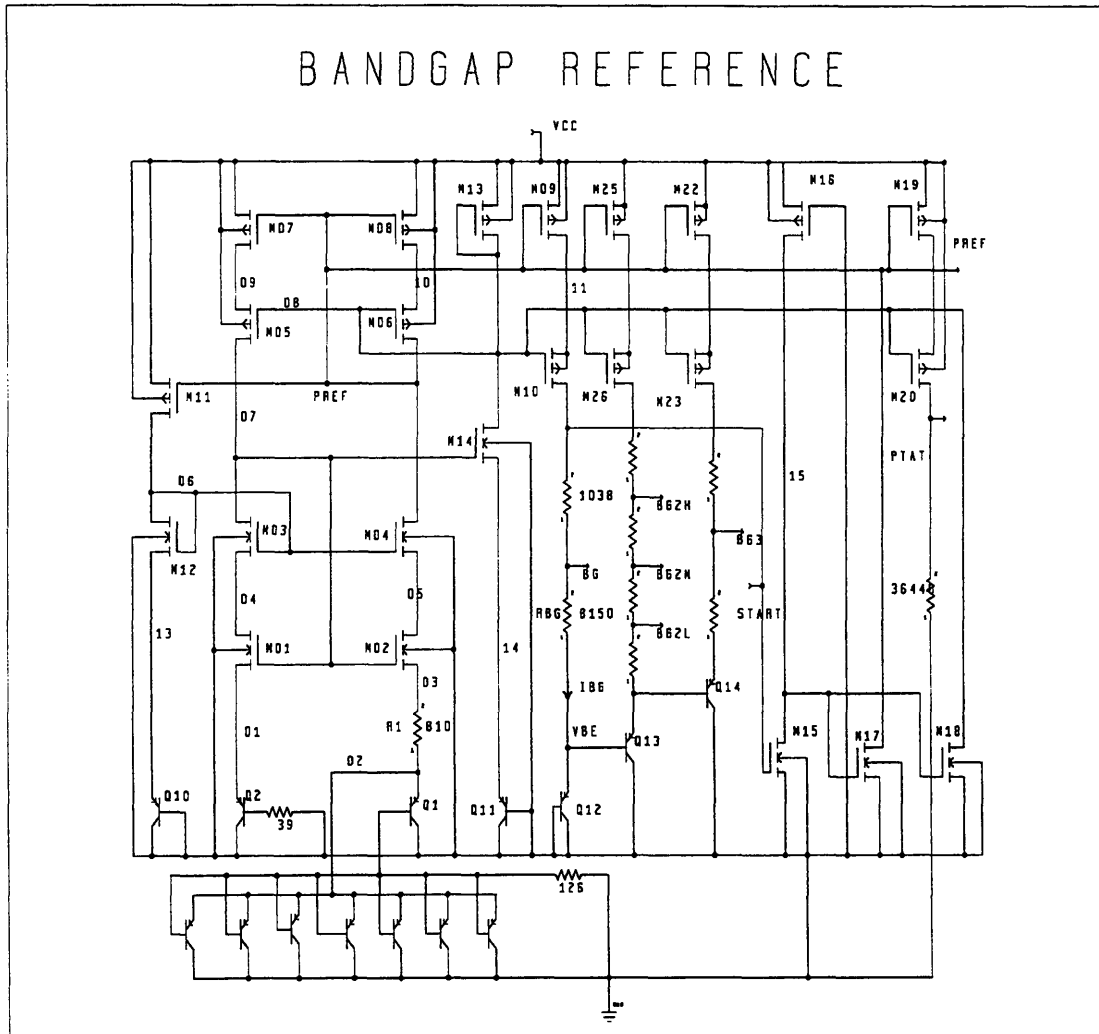 BANDGAP REFERENCE
VCC
M13 M09 M25 M22 M16 M19
M07 M08
PREF
09 10 11
08
M05 M06
M11 PREF M10 M26 M23 M20
07
M14
PTAT
06 15
1038 B62H
M03 M04 B63
M12
BG B62M 3644
04 05 RBG 8150 START
13 M01 M02 14 B62L
03
IBG Q14
01 R1 810 M15 M17 M18
VBE Q13
02
Q10 Q2 Q1 Q11 Q12
39
126